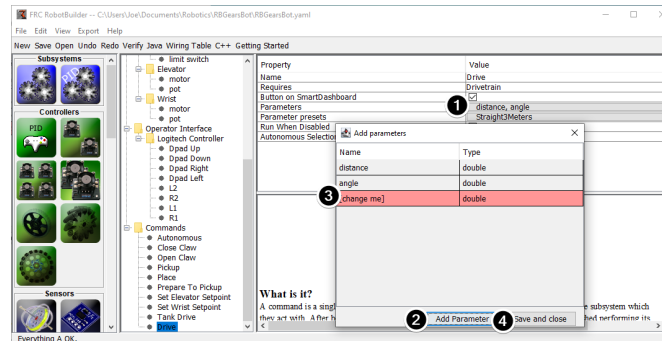 FRC RobotBuilder -- C:\Users\Joe\Documents\Robotics\RBGearsBot\RBGearsBot.yaml
File Edit View Export Help
New Save Open Undo Redo Verify Java Wiring Table C++ Getting Started
Subsystems
PID
Controllers
PID
Sensors
limit switch
Elevator
motor
pot
Wrist
motor
pot
Operator Interface
Logitech Controller
Dpad Up
Dpad Down
Dpad Right
Dpad Left
L2
R2
L1
R1
Commands
Autonomous
Close Claw
Open Claw
Pickup
Place
Prepare To Pickup
Set Elevator Setpoint
Set Wrist Setpoint
Tank Drive
Drive
Property Value
Name Drive
Requires Drivetrain
Button on SmartDashboard
Parameters 1 distance, angle
Parameter presets Straight3Meters
Run When Disabled
Autonomous Selection
Add parameters
Name Type
distance double
angle double
3 [change me] double
2 Add Parameter 4 Save and close
What is it?
A command is a singl e subsystem which
they act with. After b hed performing its
Everything A OK.